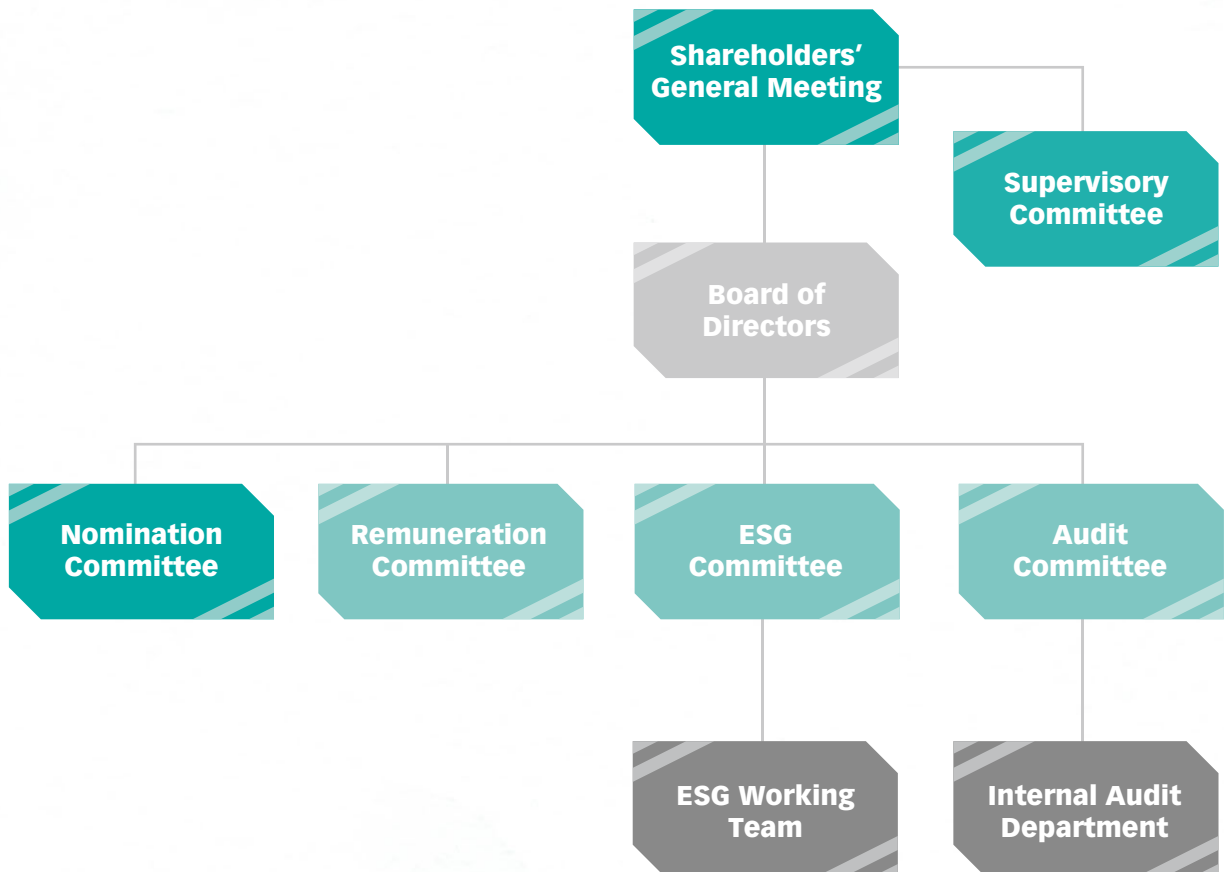 Shareholders’
General Meeting
Supervisory
Committee
Board of
Directors
Nomination
Committee
Remuneration
Committee
ESG
Committee
Audit
Committee
ESG Working
Team
Internal Audit
Department